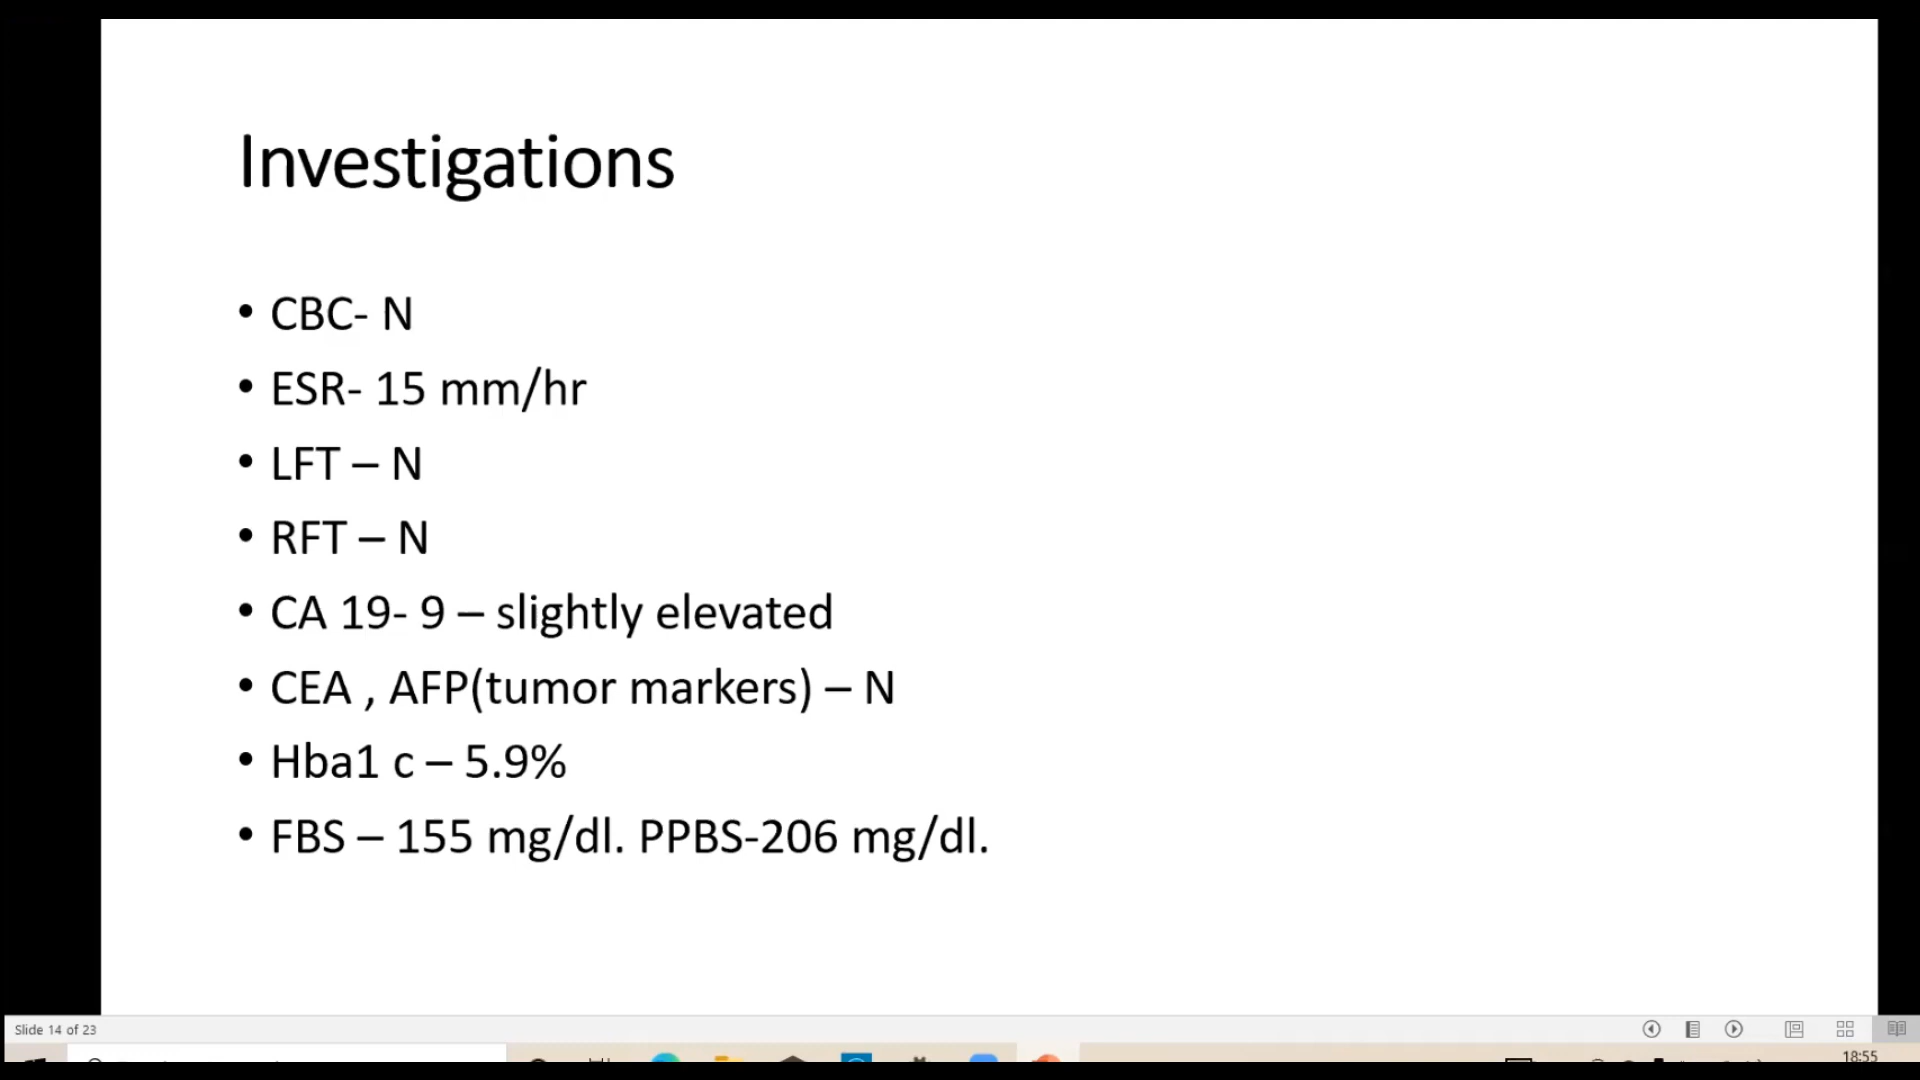 Investigations
• CBC- N
• ESR- 15 mm/hr
• LFT – N
• RFT – N
• CA 19- 9 – slightly elevated
• CEA , AFP(tumor markers) – N
• Hba1 c – 5.9%
• FBS – 155 mg/dl. PPBS-206 mg/dl.
Slide 14 of 23
18:55